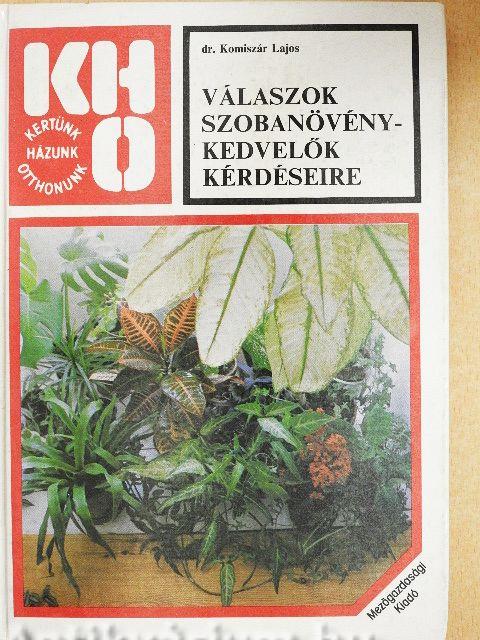 KH
O
KERTÜNK
HÁZUNK
OTTHONUNK
dr. Komiszár Lajos
VÁLASZOK
SZOBANÖVÉNY-
KEDVELŐK
KÉRDÉSEIRE
Mezőgazdasági
Kiadó